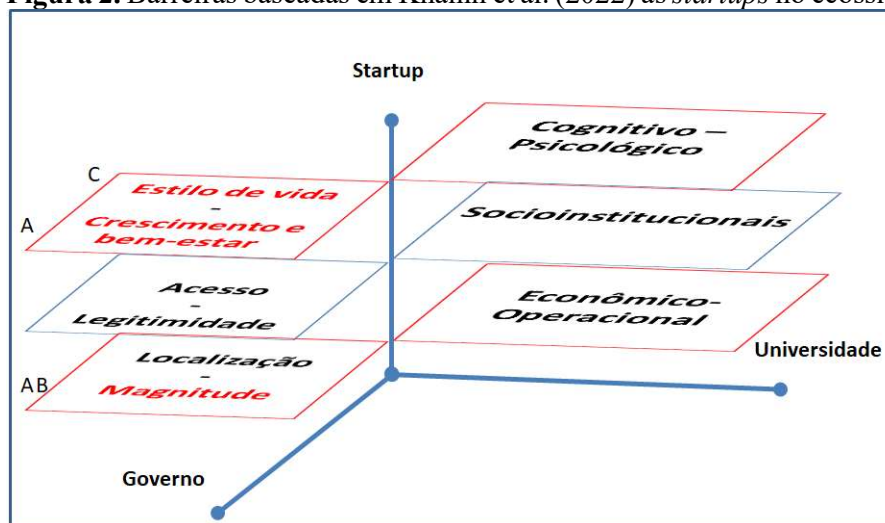 Figura 2. Barreiras baseadas em Khanin et al. (2022) às startups no ecoss
Startup
Cognitivo –
Psicológico
C
Estilo de vida
-
Crescimento e
bem-estar
A
Socioinstitucionais
Acesso
-
Legitimidade
Econômico-
Operacional
Localização
-
Magnitude
AB
Universidade
Governo